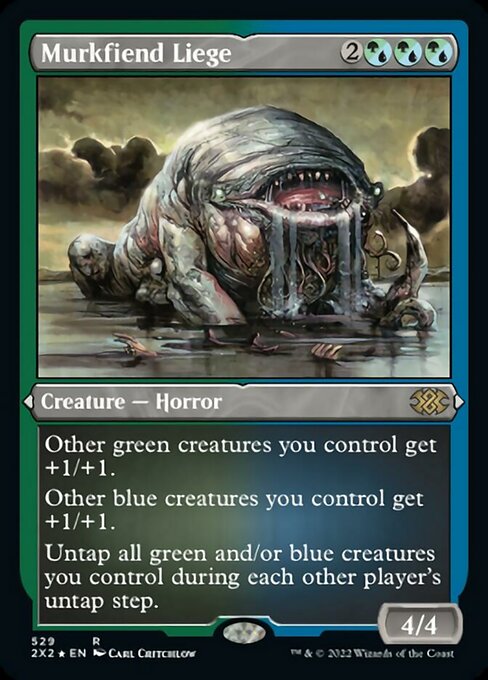 Murkfiend Liege 2
Creature — Horror
Other green creatures you control get
+1/+1.
Other blue creatures you control get
+1/+1.
Untap all green and/or blue creatures
you control during each other player's
untap step.
4/4
529 R
2X2 ★ EN Carl Critchlow
™ & © 2022 Wizards of the Coast